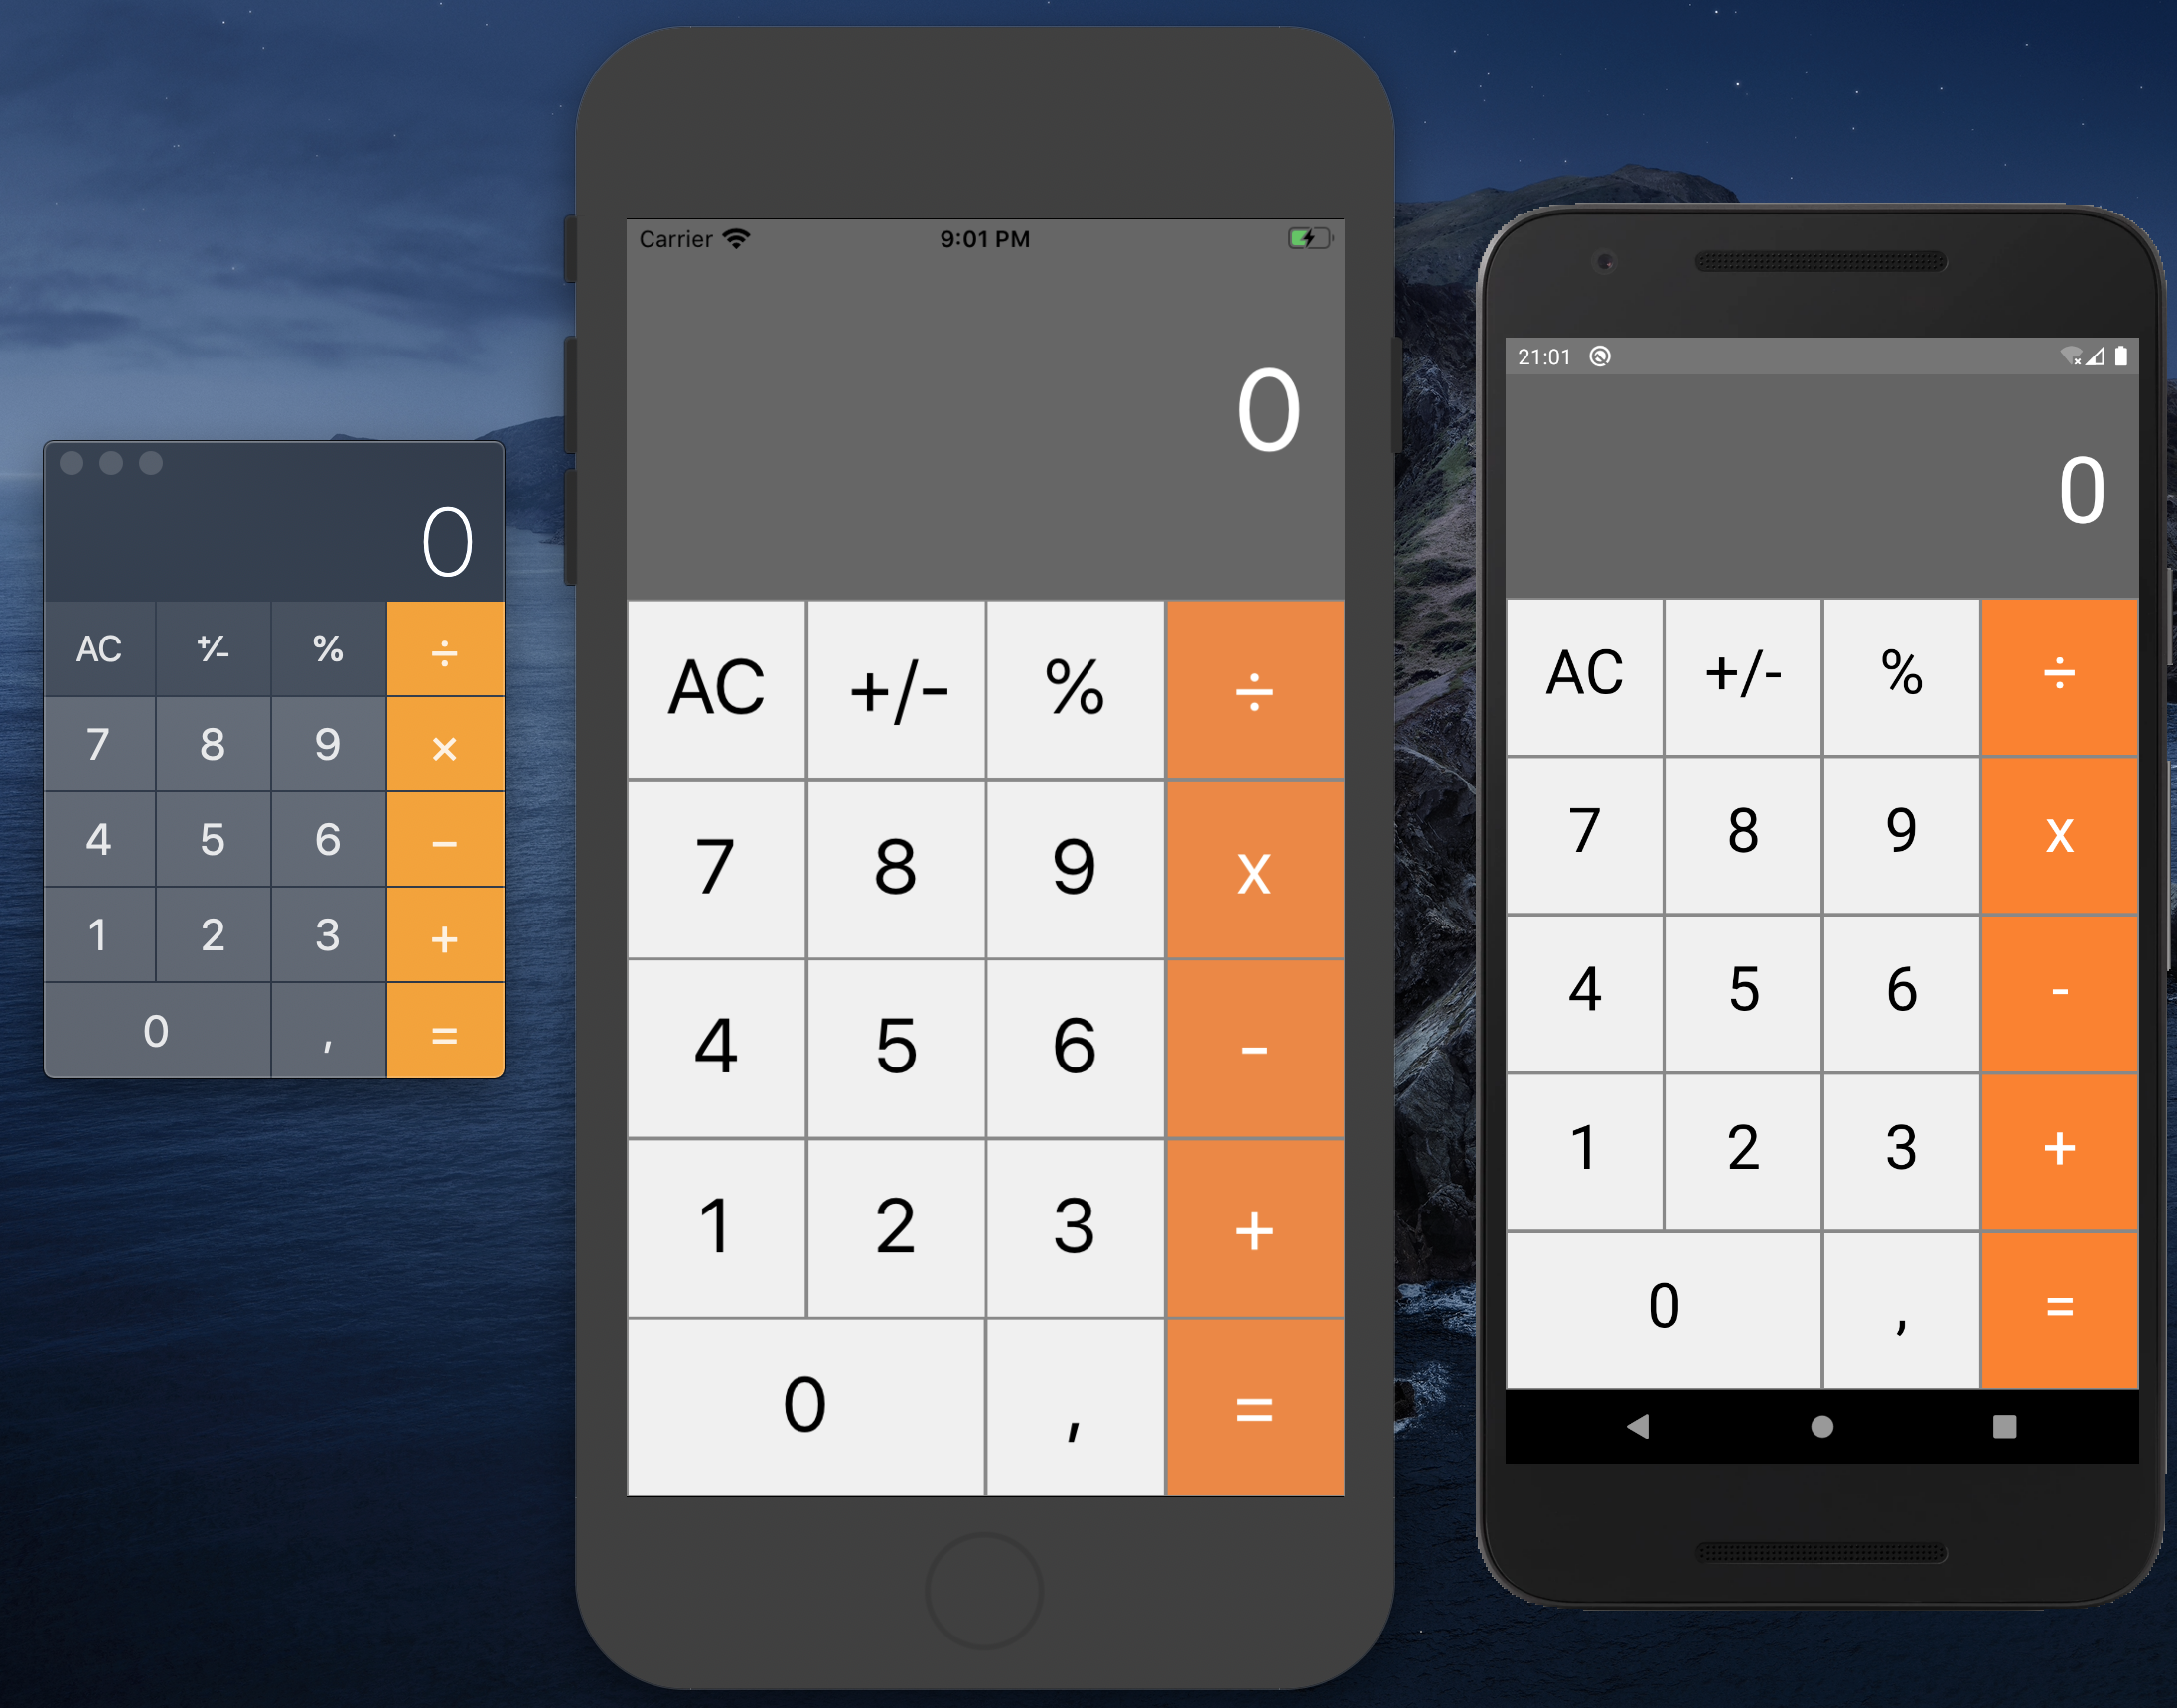 0
AC +/- % ÷
7 8 9 ×
4 5 6 −
1 2 3 +
0 , =
Carrier 9:01 PM
0
AC +/- % ÷
7 8 9 x
4 5 6 -
1 2 3 +
0 , =
21:01
0
AC +/- % ÷
7 8 9 x
4 5 6 -
1 2 3 +
0 , =